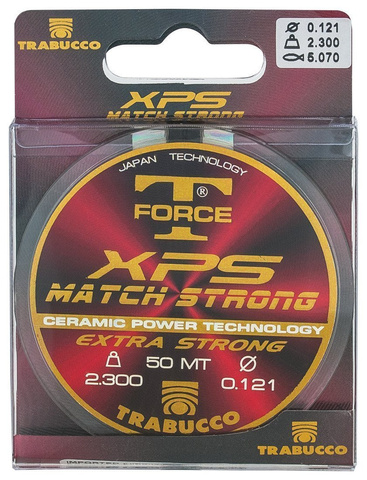 TRABUCCO
Ø 0.121
2.300
5.070
XPS
MATCH STRONG
JAPAN TECHNOLOGY
T®
FORCE
XPS
MATCH STRONG
CERAMIC POWER TECHNOLOGY
EXTRA STRONG
50 MT
2.300
Ø
0.121
TRABUCCO
TRABUCCO